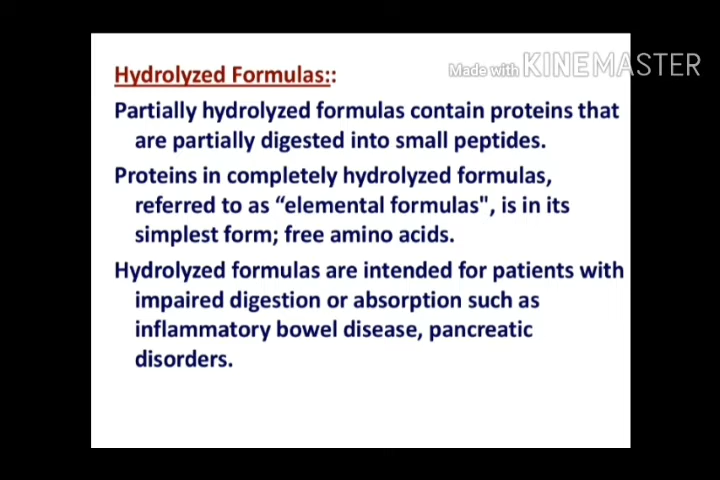 Made with KINEMASTER
Hydrolyzed Formulas::
Partially hydrolyzed formulas contain proteins that
are partially digested into small peptides.
Proteins in completely hydrolyzed formulas,
referred to as “elemental formulas", is in its
simplest form; free amino acids.
Hydrolyzed formulas are intended for patients with
impaired digestion or absorption such as
inflammatory bowel disease, pancreatic
disorders.